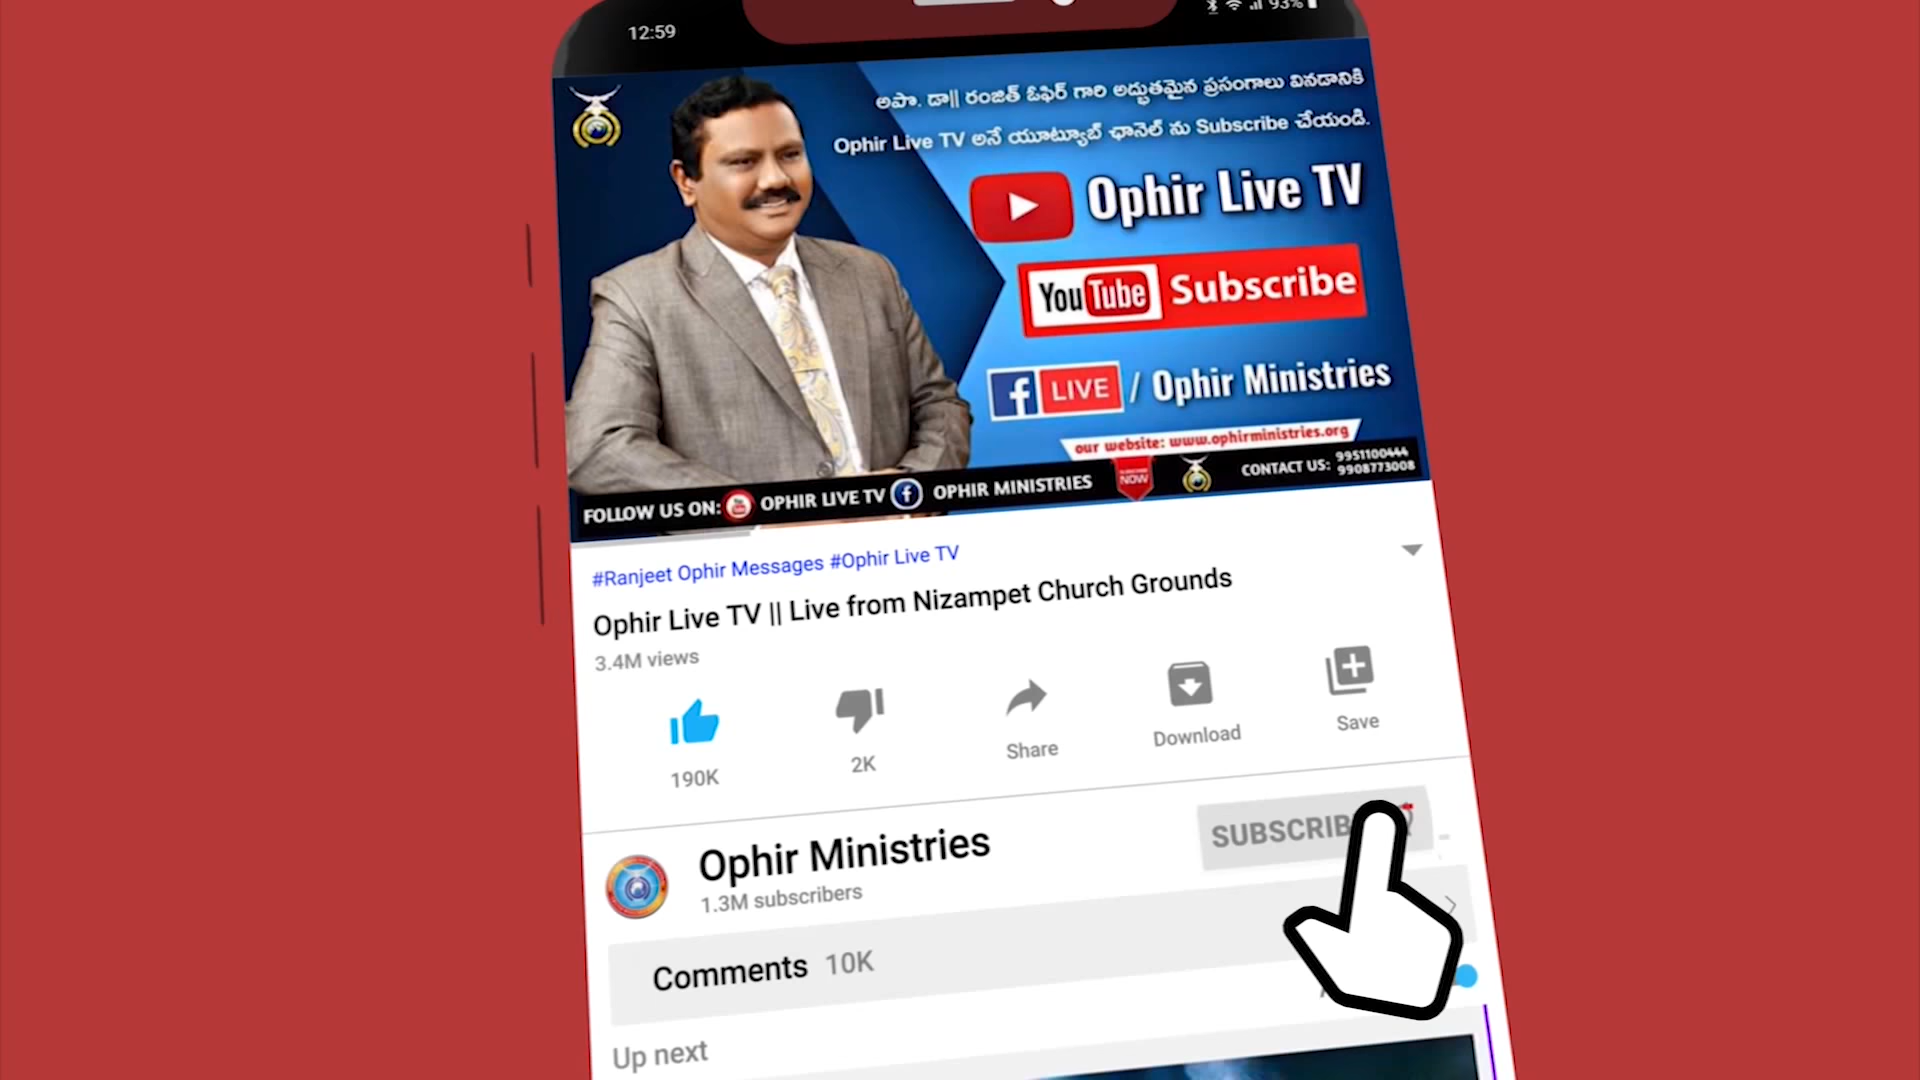 12:59
93%
అపొ. డా|| రంజిత్ ఓఫిర్ గారి అద్భుతమైన ప్రసంగాలు వినడానికి
Ophir Live TV అనే యూట్యూబ్ ఛానెల్ ను Subscribe చేయండి.
Ophir Live TV
YouTube Subscribe
f LIVE / Ophir Ministries
our website: www.ophirministries.org
FOLLOW US ON: OPHIR LIVE TV f OPHIR MINISTRIES NOW CONTACT US: 9951100444
9908773008
#Ranjeet Ophir Messages #Ophir Live TV
Ophir Live TV || Live from Nizampet Church Grounds
3.4M views
190K
2K
Share
Download
Save
Ophir Ministries
SUBSCRIB
1.3M subscribers
Comments 10K
Up next